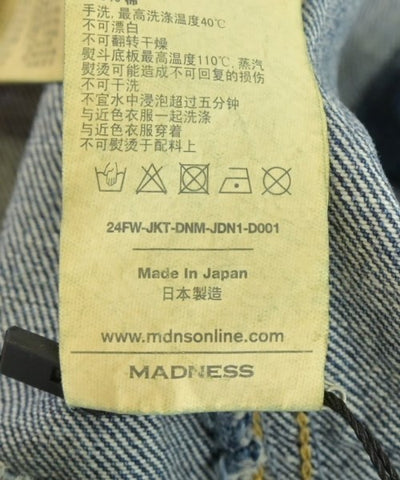 棉
手洗, 最高洗涤温度40℃
不可漂白
不可翻转干燥
熨斗底板最高温度110℃, 蒸汽
熨烫可能造成不可回复的损伤
不可干洗
不宜水中浸泡超过五分钟
与近色衣服一起洗涤
与近色衣服穿着
不可熨烫于配料上
24FW-JKT-DNM-JDN1-D001
Made In Japan
日本製造
www.mdnsonline.com
MADNESS